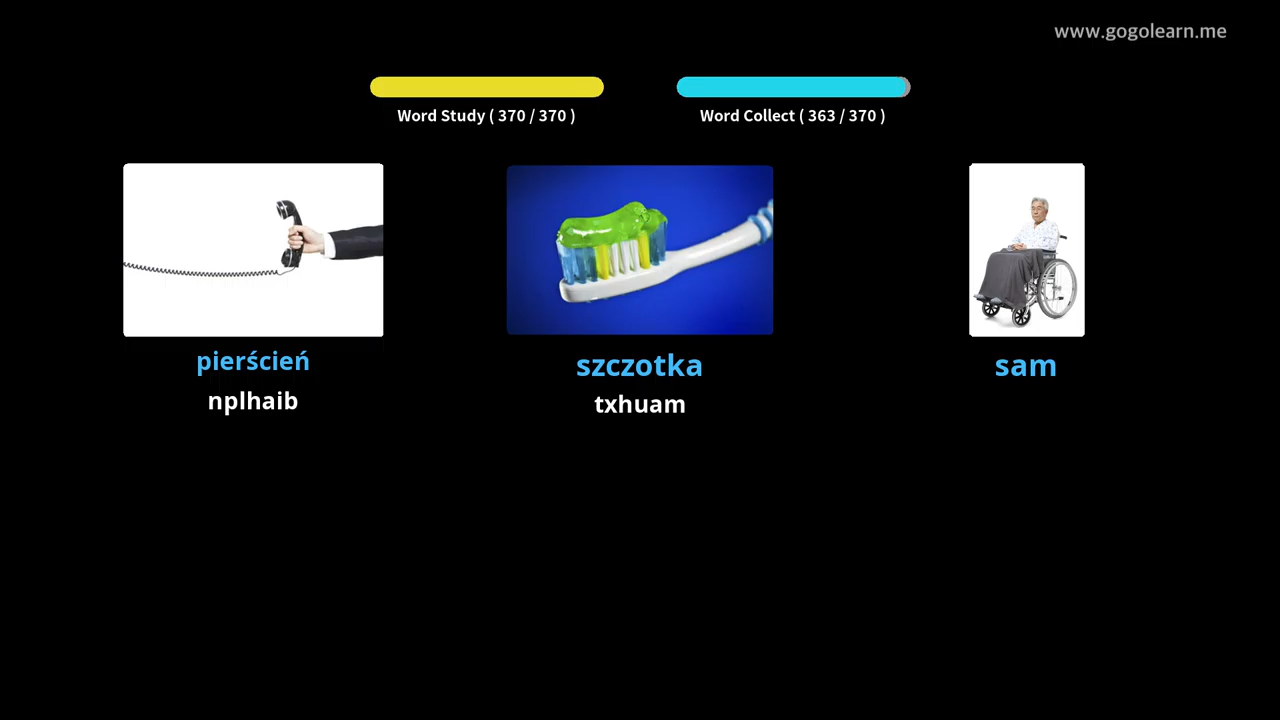 www.gogolearn.me
Word Study ( 370 / 370 )
Word Collect ( 363 / 370 )
pierścień
nplhaib
szczotka
txhuam
sam